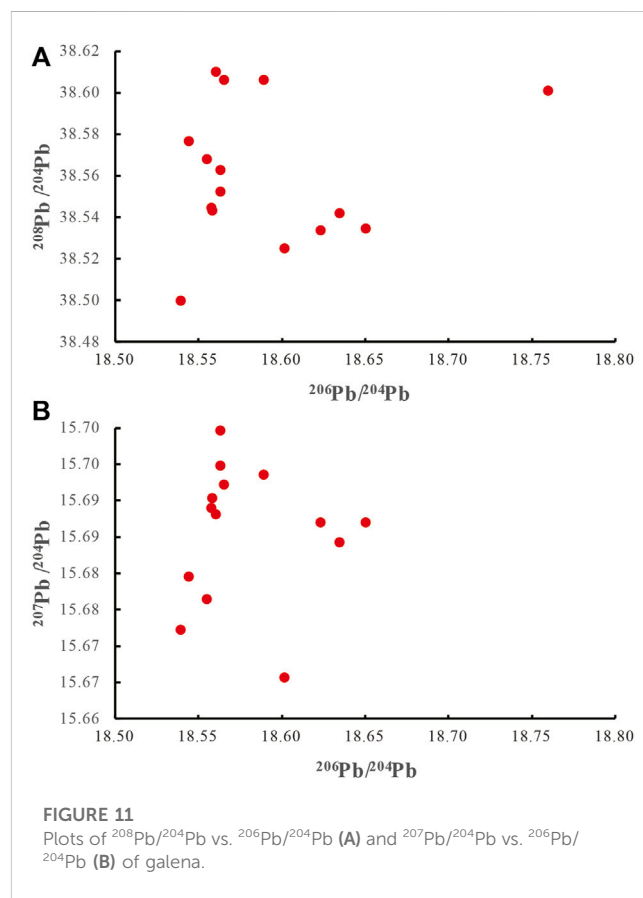 A
38.62
38.60
38.58
38.56
38.54
38.52
38.50
38.48
²⁰⁸Pb /²⁰⁴Pb
18.50 18.55 18.60 18.65 18.70 18.75 18.80
²⁰⁶Pb/²⁰⁴Pb
B
15.70
15.70
15.69
15.69
15.68
15.68
15.67
15.67
15.66
²⁰⁷Pb /²⁰⁴Pb
18.50 18.55 18.60 18.65 18.70 18.75 18.80
²⁰⁶Pb/²⁰⁴Pb
FIGURE 11
Plots of ²⁰⁸Pb/²⁰⁴Pb vs. ²⁰⁶Pb/²⁰⁴Pb (A) and ²⁰⁷Pb/²⁰⁴Pb vs. ²⁰⁶Pb/
²⁰⁴Pb (B) of galena.